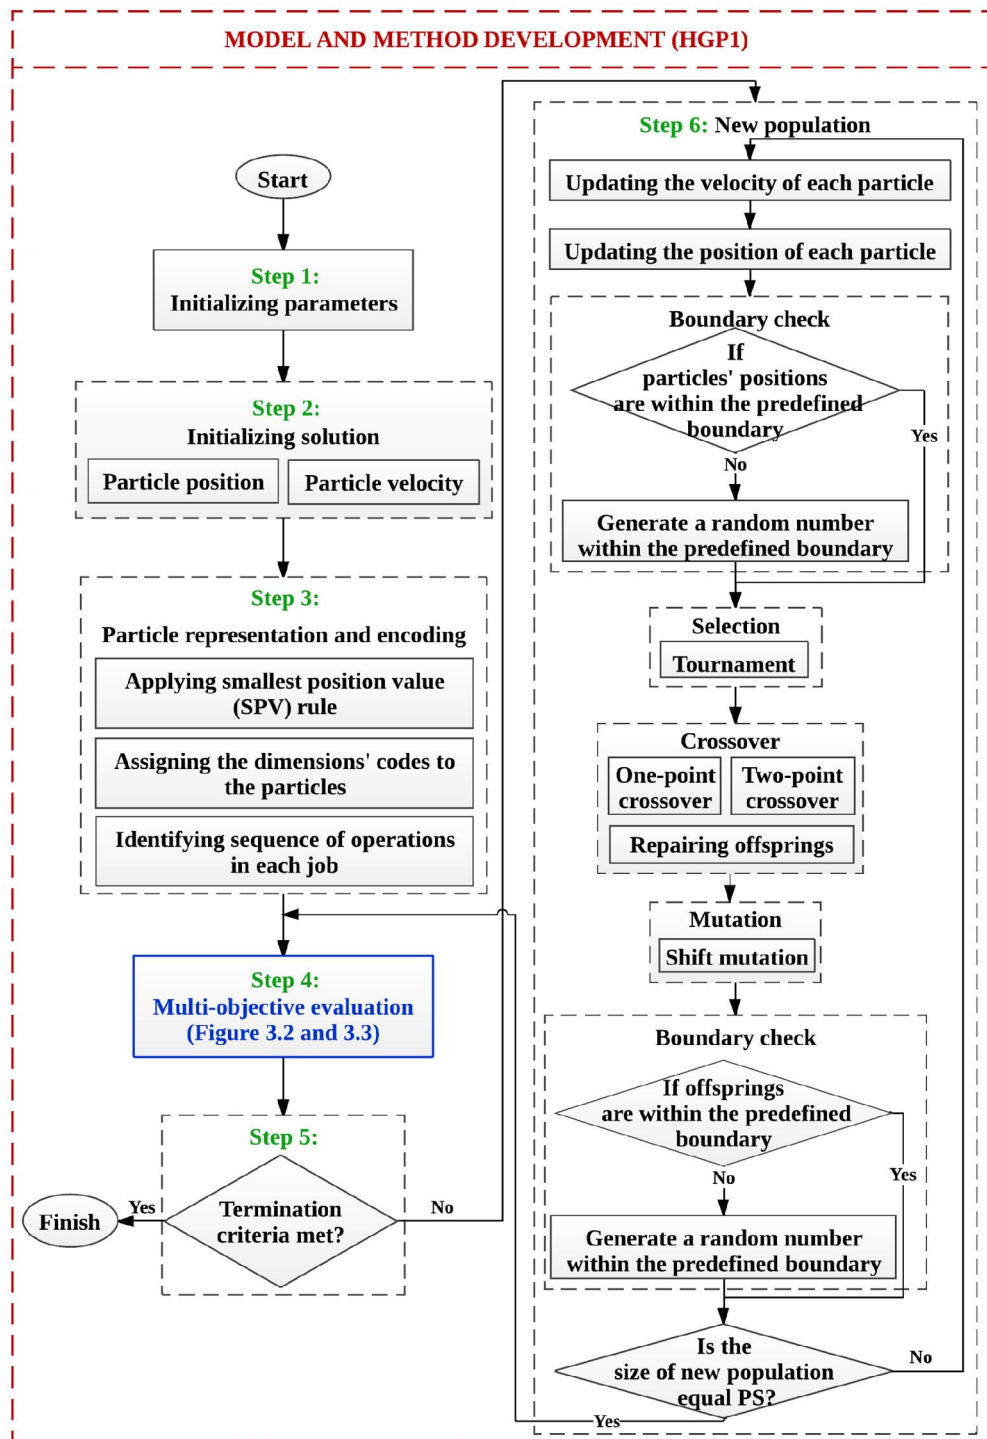 MODEL AND METHOD DEVELOPMENT (HGP1)
Start
Step 1:
Initializing parameters
Step 2:
Initializing solution
Particle position
Particle velocity
Step 3:
Particle representation and encoding
Applying smallest position value
(SPV) rule
Assigning the dimensions' codes to
the particles
Identifying sequence of operations
in each job
Step 4:
Multi-objective evaluation
(Figure 3.2 and 3.3)
Step 5:
Termination
criteria met?
Yes
Finish
No
Step 6: New population
Updating the velocity of each particle
Updating the position of each particle
Boundary check
If
particles' positions
are within the predefined
boundary
Yes
No
Generate a random number
within the predefined boundary
Selection
Tournament
Crossover
One-point
crossover
Two-point
crossover
Repairing offsprings
Mutation
Shift mutation
Boundary check
If offsprings
are within the predefined
boundary
Yes
No
Generate a random number
within the predefined boundary
Is the
size of new population
equal PS?
No
Yes